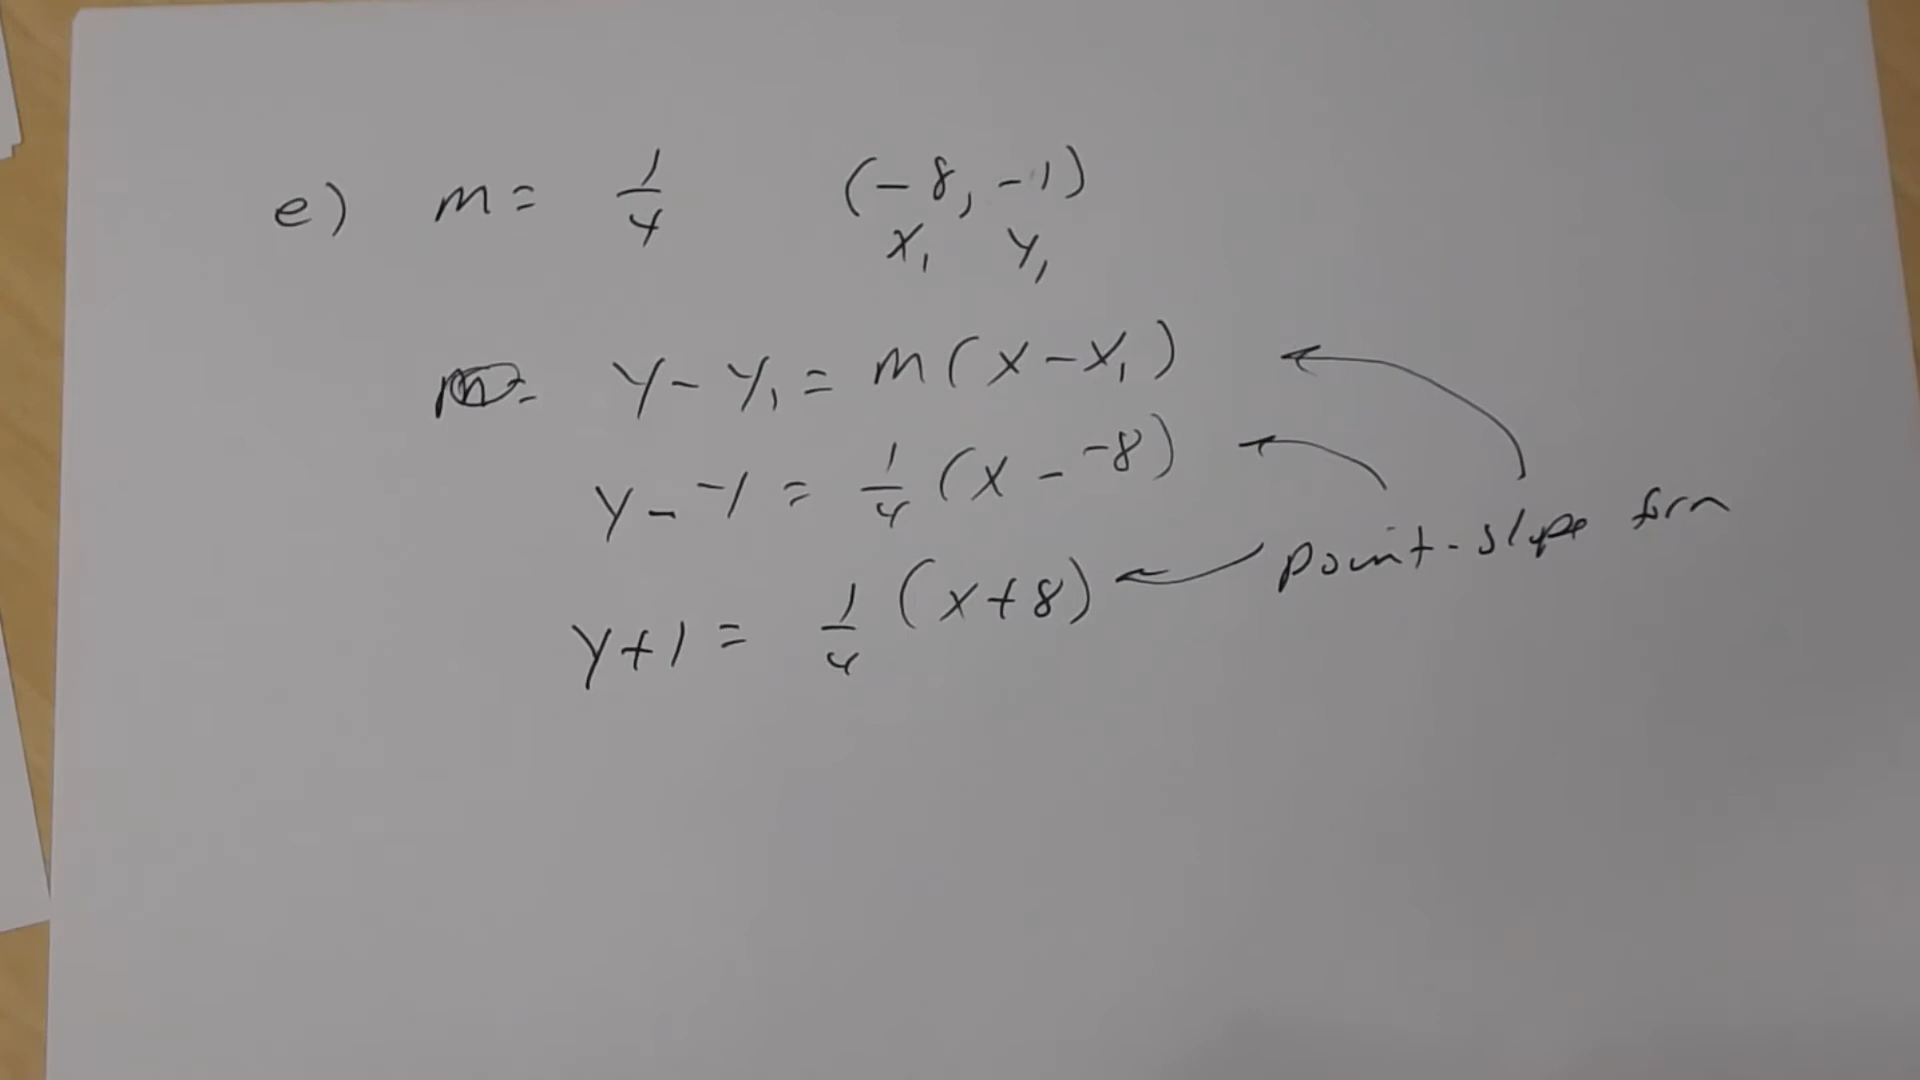 e) m = 1/4 (-8, -1)
x₁ y₁
y - y₁ = m(x - x₁)
y - -1 = 1/4 (x - -8)
point-slope form
y + 1 = 1/4 (x + 8)